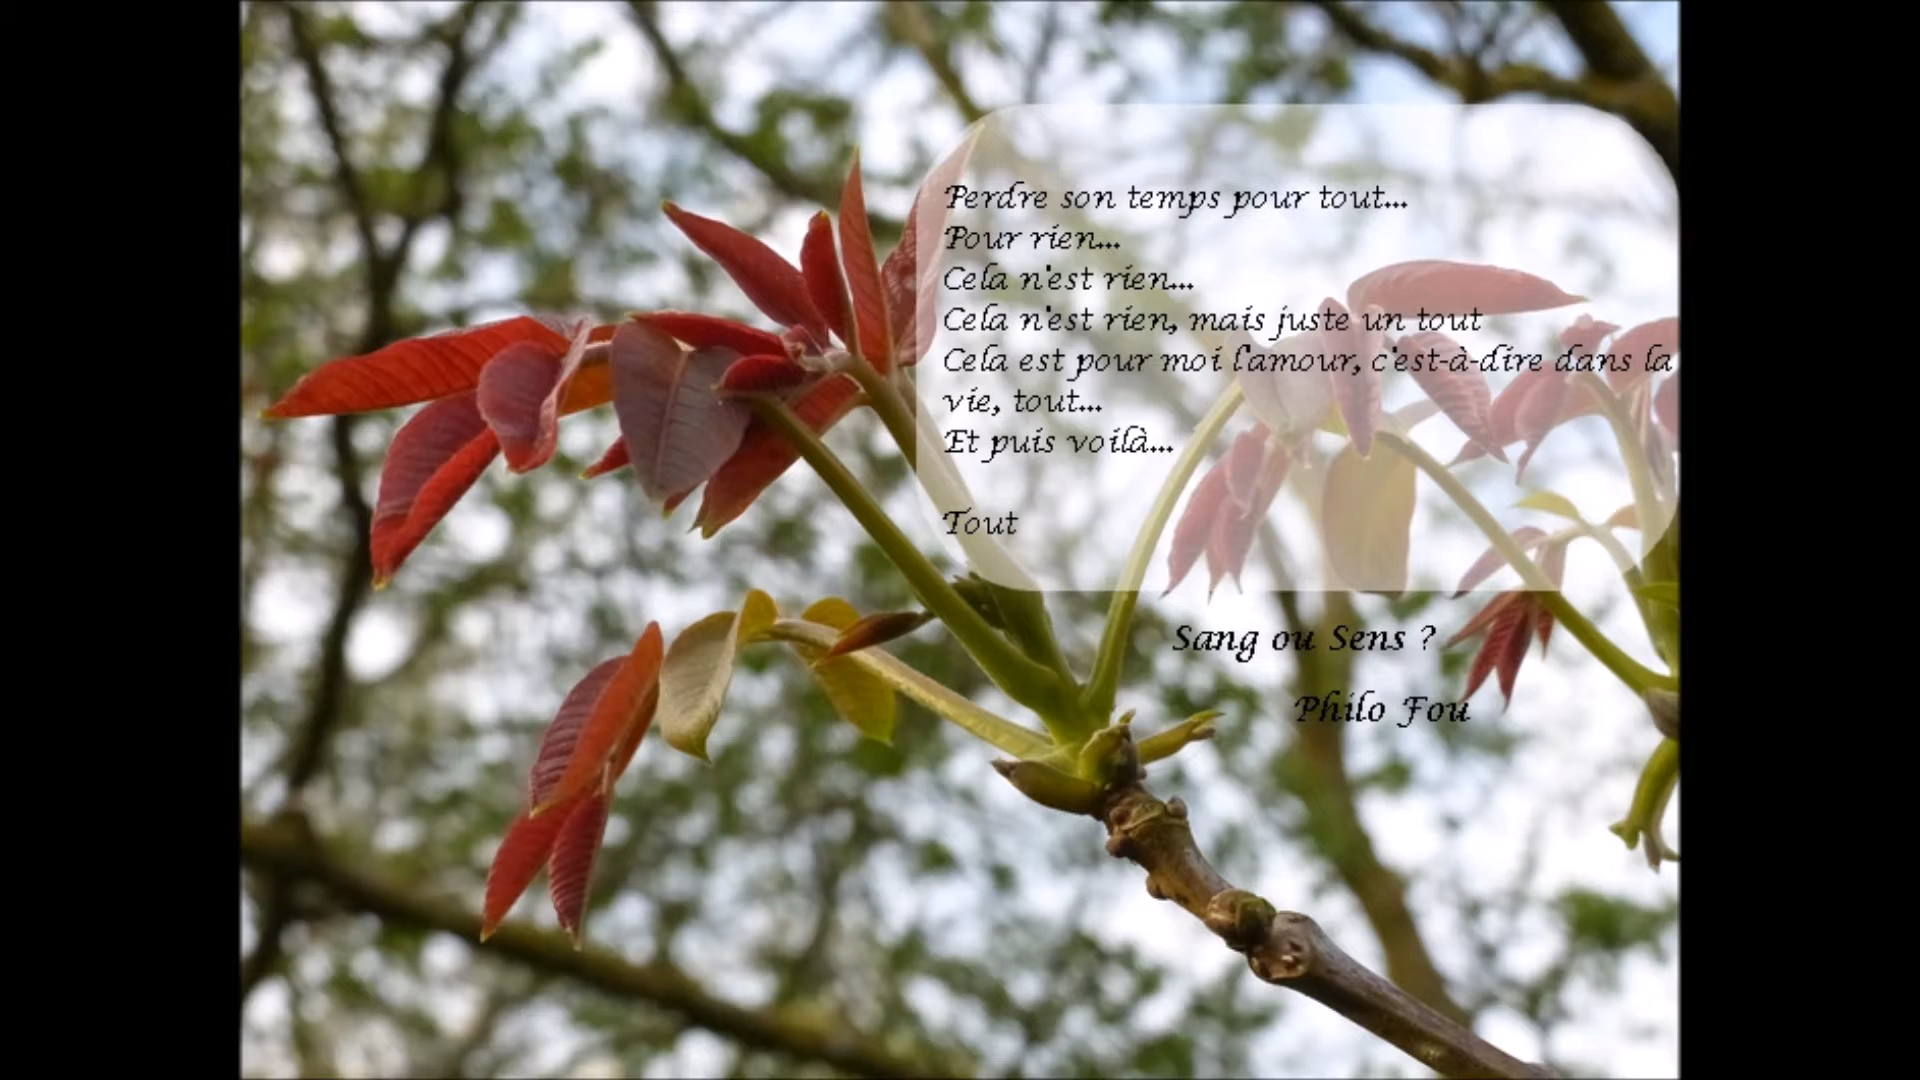 Perdre son temps pour tout...
Pour rien...
Cela n'est rien...
Cela n'est rien, mais juste un tout
Cela est pour moi l'amour, c'est-à-dire dans la
vie, tout...
Et puis voilà...
Tout
Sang ou Sens ?
Philo Fou